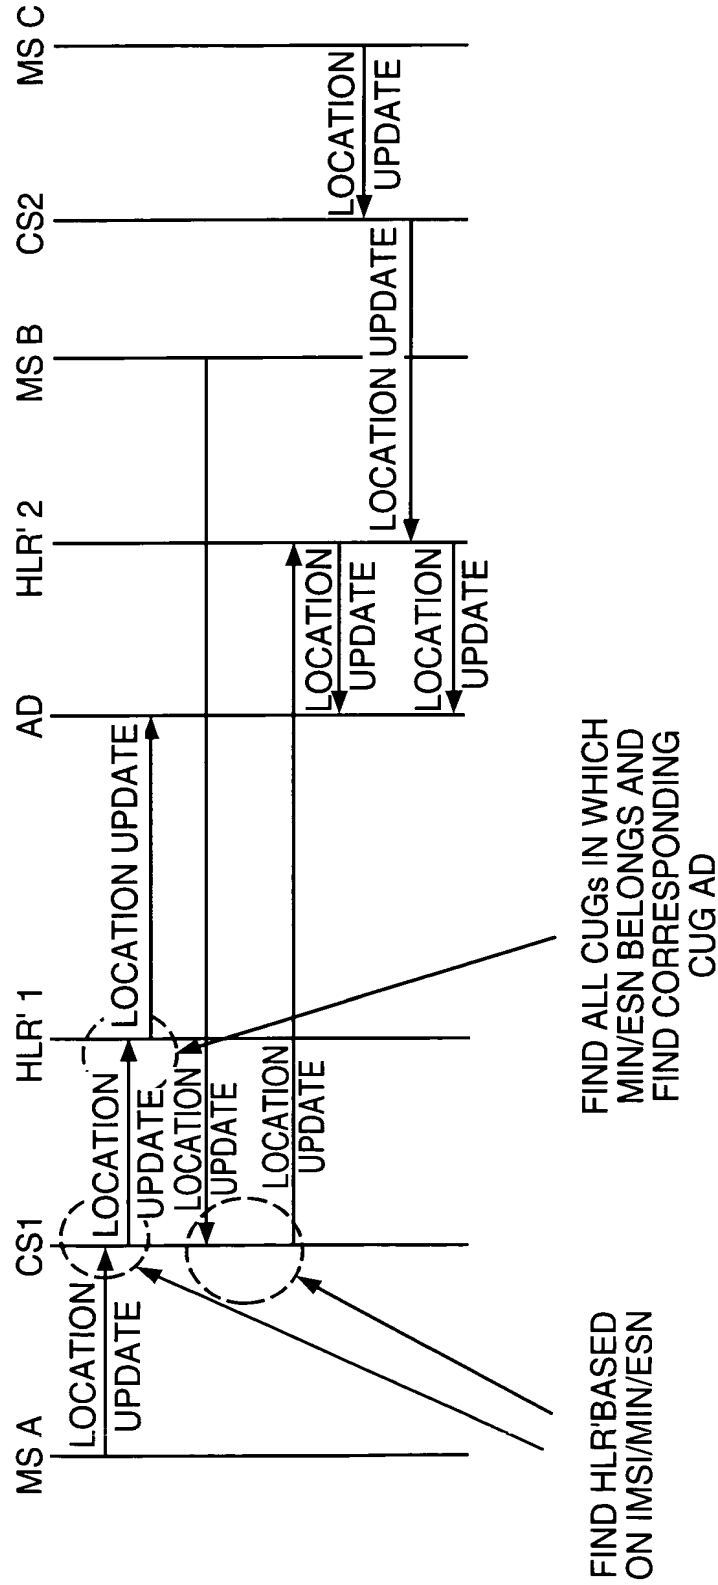 MS A
CS1
HLR' 1
AD
HLR' 2
MS B
CS2
MS C
LOCATION
UPDATE
LOCATION
UPDATE
LOCATION UPDATE
LOCATION
UPDATE
LOCATION
UPDATE
LOCATION
UPDATE
LOCATION
UPDATE
LOCATION UPDATE
LOCATION
UPDATE
FIND HLR'BASED
ON IMSI/MIN/ESN
FIND ALL CUGs IN WHICH
MIN/ESN BELONGS AND
FIND CORRESPONDING
CUG AD